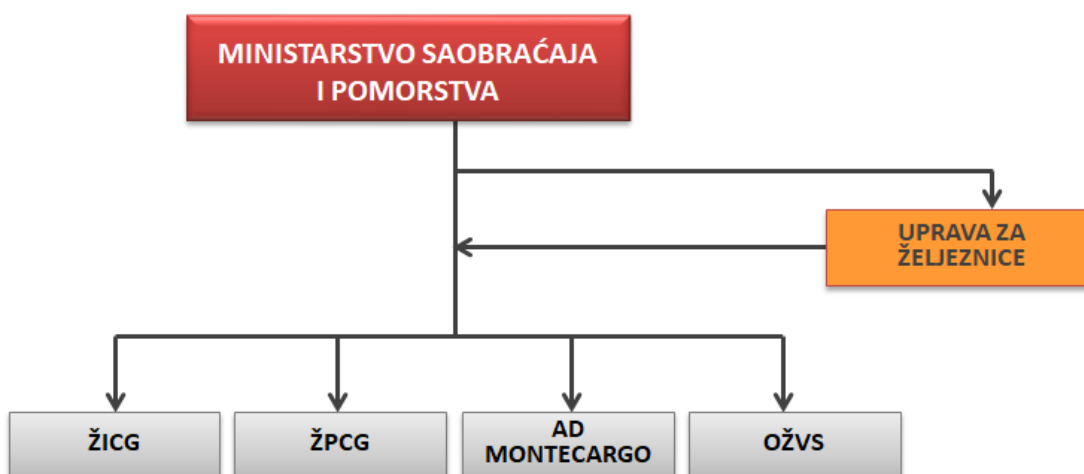 MINISTARSTVO SAOBRAĆAJA
I POMORSTVA
UPRAVA ZA
ŽELJEZNICE
ŽICG
ŽPCG
AD
MONTECARGO
OŽVS